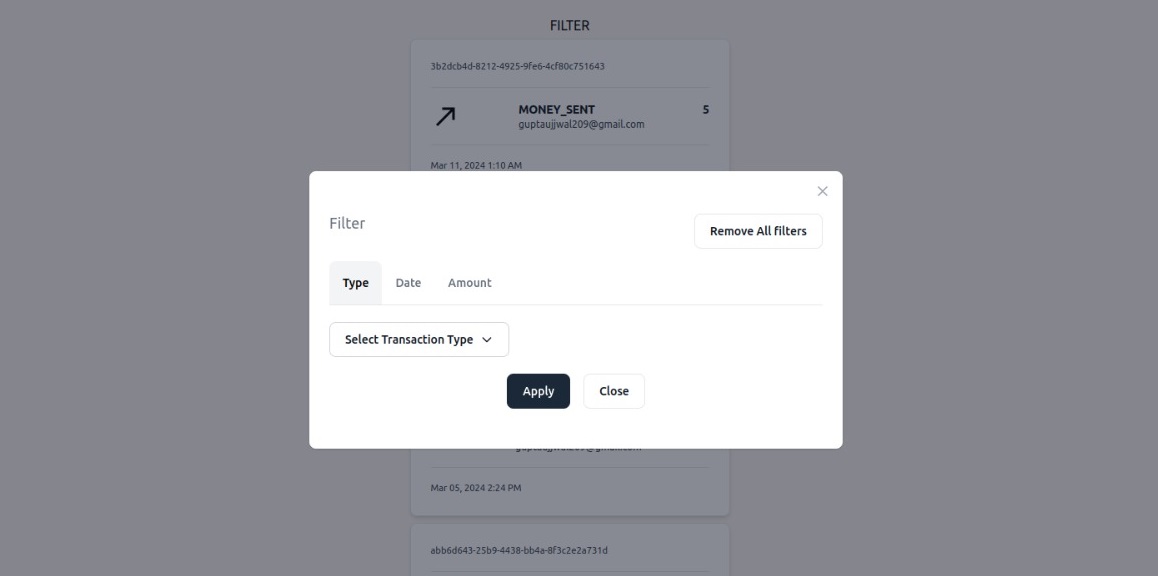 FILTER
3b2dcb4d-8212-4925-9fe6-4cf80c751643
MONEY_SENT 5
guptaujjwal209@gmail.com
Mar 11, 2024 1:10 AM
Filter
Remove All filters
Type Date Amount
Select Transaction Type
Apply Close
Mar 05, 2024 2:24 PM
abb6d643-25b9-4438-bb4a-8f3c2e2a731d